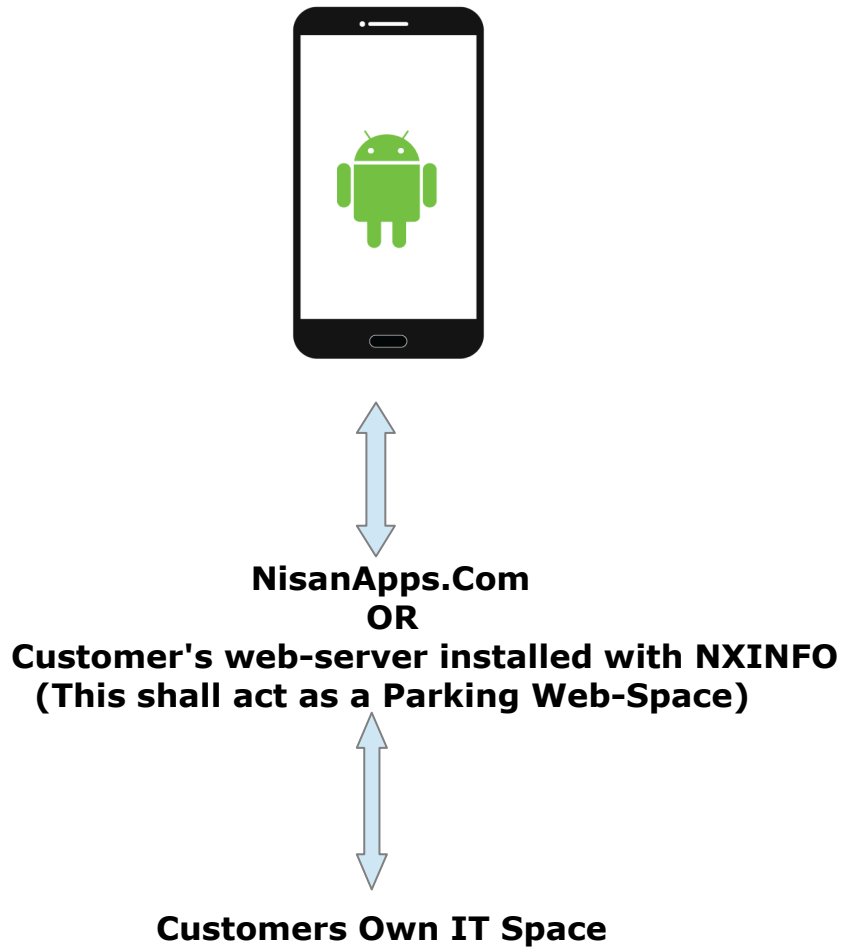 NisanApps.Com
OR
Customer's web-server installed with NXINFO
(This shall act as a Parking Web-Space)
Customers Own IT Space